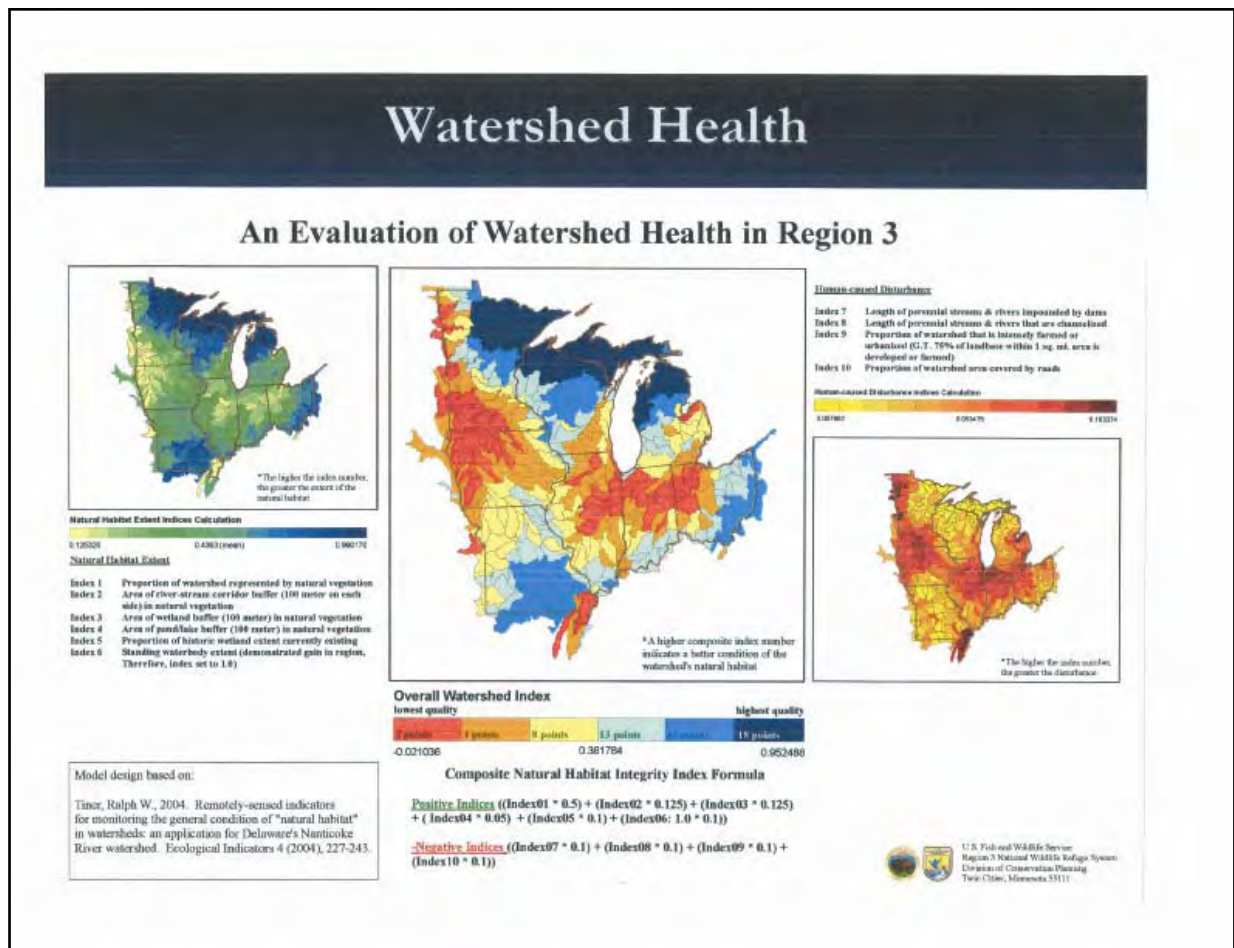 Watershed Health
An Evaluation of Watershed Health in Region 3
*The higher the index number,
the greater the extent of the
natural habitat
Natural Habitat Extent Indices Calculation
0.4363 (mean)
Natural Habitat Extent
Index 1 Proportion of watershed represented by natural vegetation
Index 2 Area of river-stream corridor buffer (100 meter on each
side) in natural vegetation
Index 3 Area of wetland buffer (100 meter) in natural vegetation
Index 4 Area of pond/lake buffer (100 meter) in natural vegetation
Index 5 Proportion of historic wetland extent currently existing
Index 6 Standing waterbody extent (demonstrated gain in region,
Therefore, index set to 1.0)
*A higher composite index number
indicates a better condition of the
watershed's natural habitat
Overall Watershed Index
lowest quality highest quality
points points 8 points 13 points 18 points
-0.021036 0.381784 0.952488
Composite Natural Habitat Integrity Index Formula
Positive Indices ((Index01 * 0.5) + (Index02 * 0.125) + (Index03 * 0.125)
+ ( Index04 * 0.05) + (Index05 * 0.1) + (Index06: 1.0 * 0.1))
-Negative Indices ((Index07 * 0.1) + (Index08 * 0.1) + (Index09 * 0.1) +
(Index10 * 0.1))
Human-caused Disturbance
Index 7 Length of perennial streams & rivers impounded by dams
Index 8 Length of perennial streams & rivers that are channelized
Index 9 Proportion of watershed that is intensely farmed or
urbanized (G.T. 75% of landbase within 1 sq. mi. area is
developed or farmed)
Index 10 Proportion of watershed area covered by roads
Human-caused Disturbance Indices Calculation
*The higher the index number,
the greater the disturbance
Model design based on:
Tiner, Ralph W., 2004. Remotely-sensed indicators
for monitoring the general condition of "natural habitat"
in watersheds: an application for Delaware's Nanticoke
River watershed. Ecological Indicators 4 (2004), 227-243.
U.S. Fish and Wildlife Service
Region 3 National Wildlife Refuge System
Division of Conservation Planning
Twin Cities, Minnesota 55111